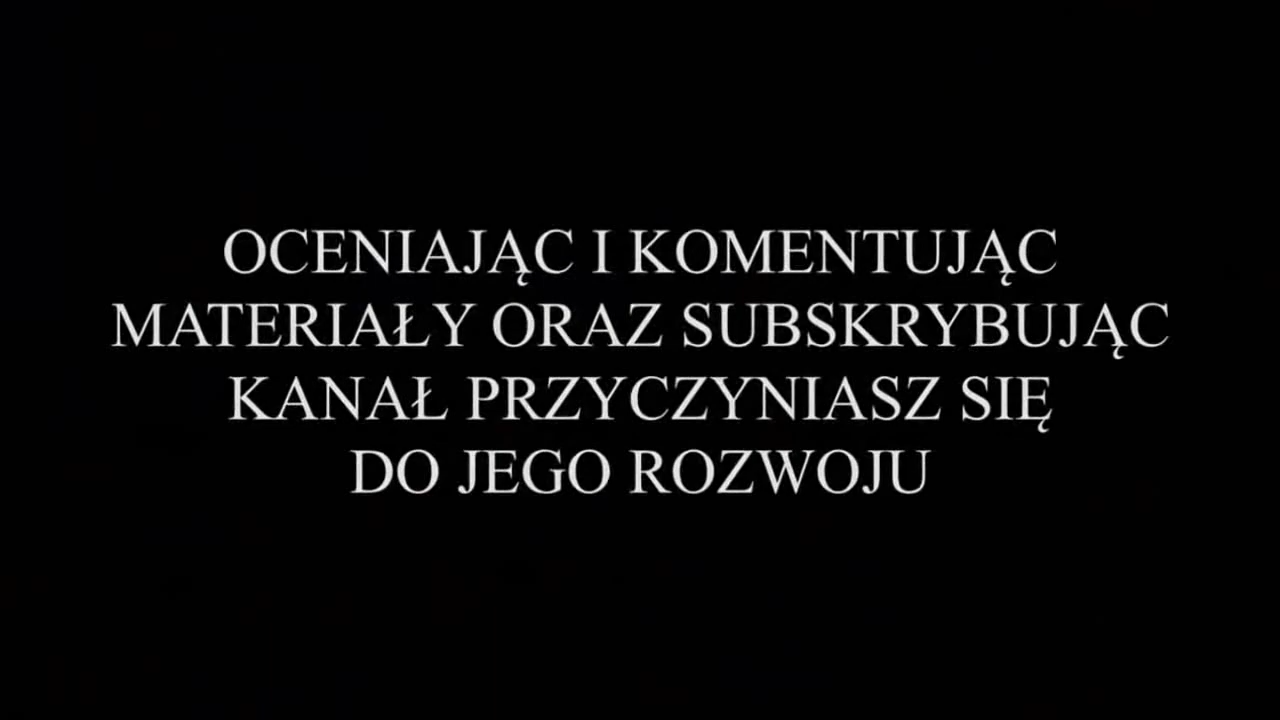 OCENIAJĄC I KOMENTUJĄC
MATERIAŁY ORAZ SUBSKRYBUJĄC
KANAŁ PRZYCZYNIASZ SIĘ
DO JEGO ROZWOJU